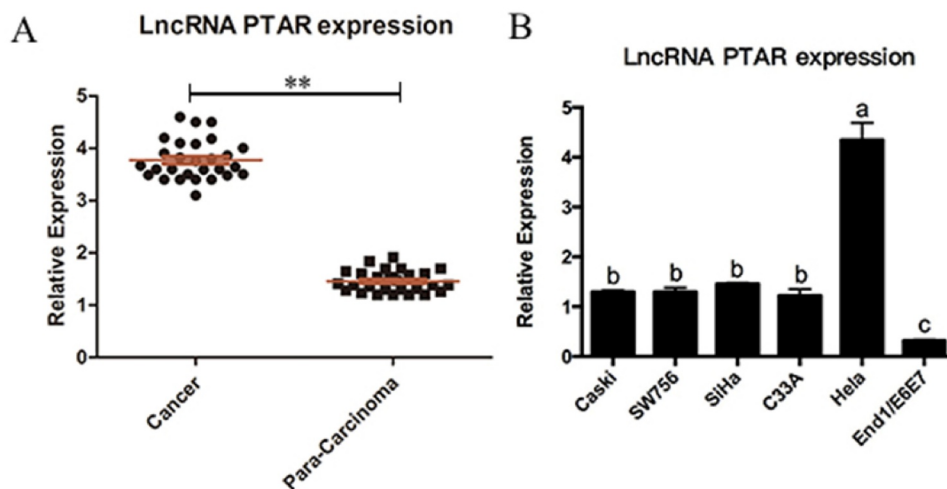 A
LncRNA PTAR expression
**
Relative Expression
5
4
3
2
1
0
Cancer
Para-Carcinoma
B
LncRNA PTAR expression
Relative Expression
5
4
3
2
1
0
b
b
b
b
a
c
Caski
SW756
SiHa
C33A
Hela
End1/E6E7